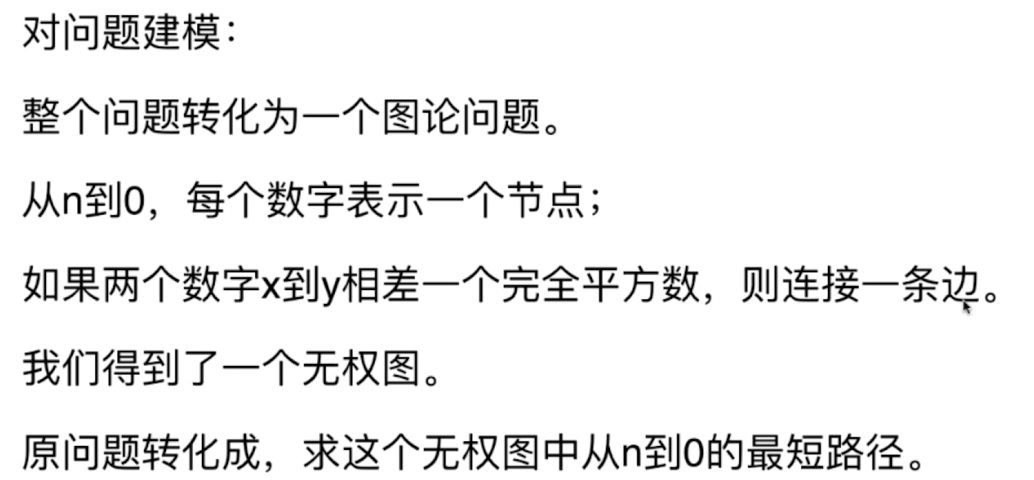 对问题建模：
整个问题转化为一个图论问题。
从n到0，每个数字表示一个节点；
如果两个数字x到y相差一个完全平方数，则连接一条边。
我们得到了一个无权图。
原问题转化成，求这个无权图中从n到0的最短路径。